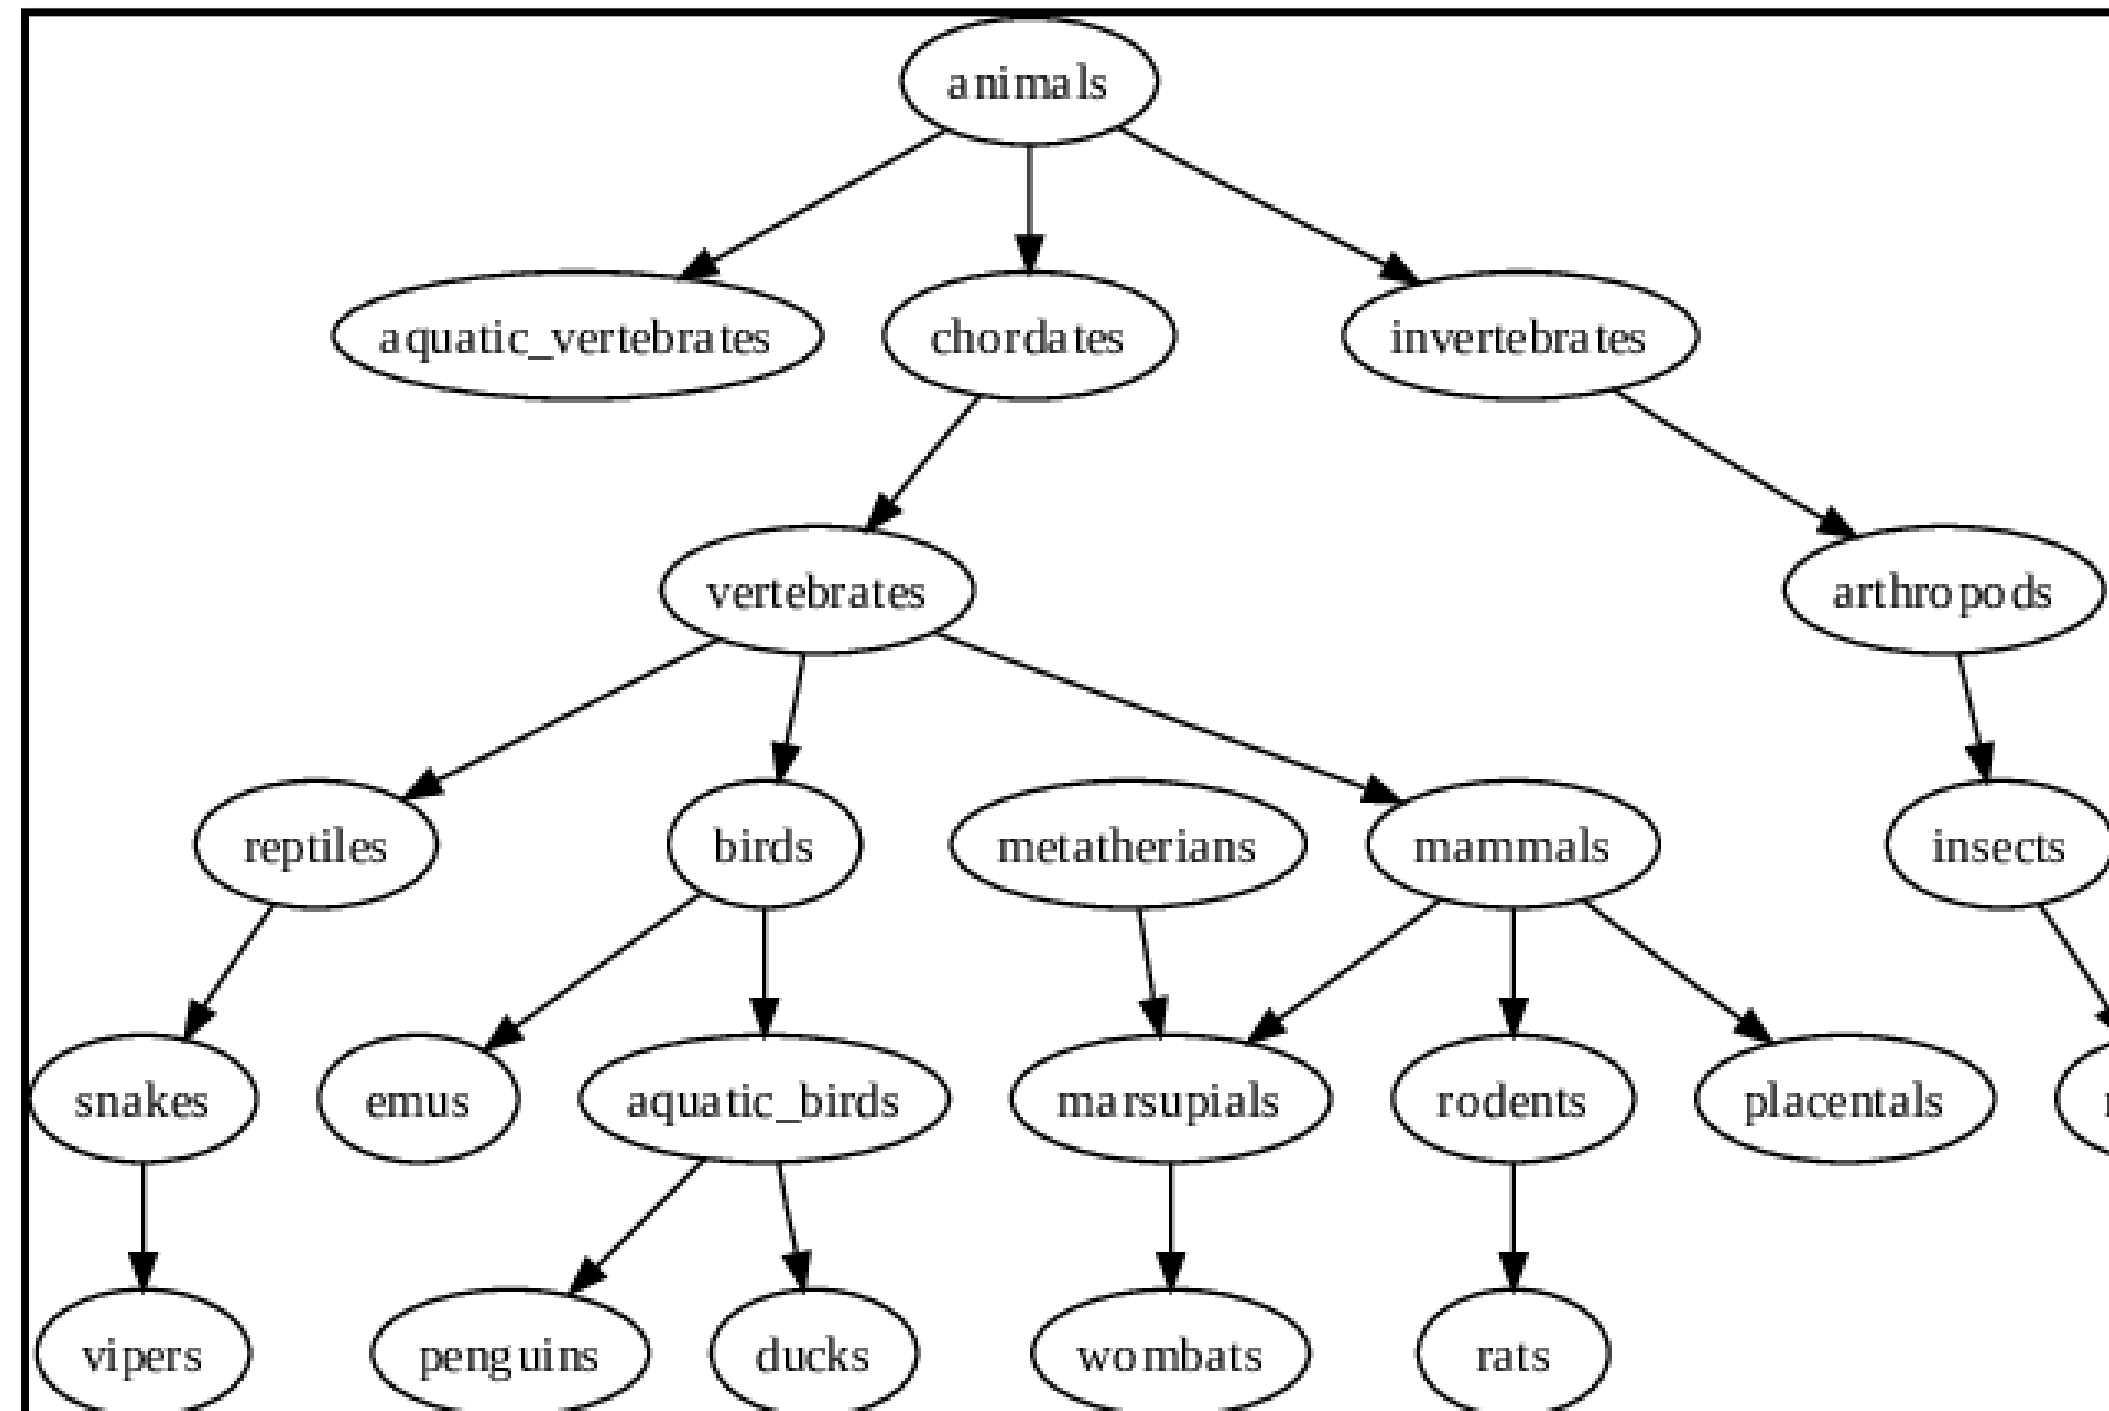 animals
aquatic_vertebrates chordates invertebrates
vertebrates arthropods
reptiles birds metatherians mammals insects
snakes emus aquatic_birds marsupials rodents placentals
vipers penguins ducks wombats rats